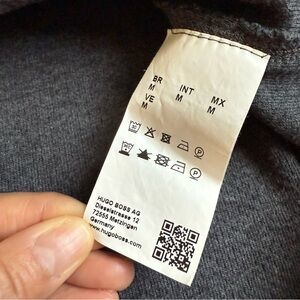 BR INT MX
M M M
VE
M
HUGO BOSS AG
Dieselstrasse 12
72555 Metzingen
Germany
www.hugoboss.com